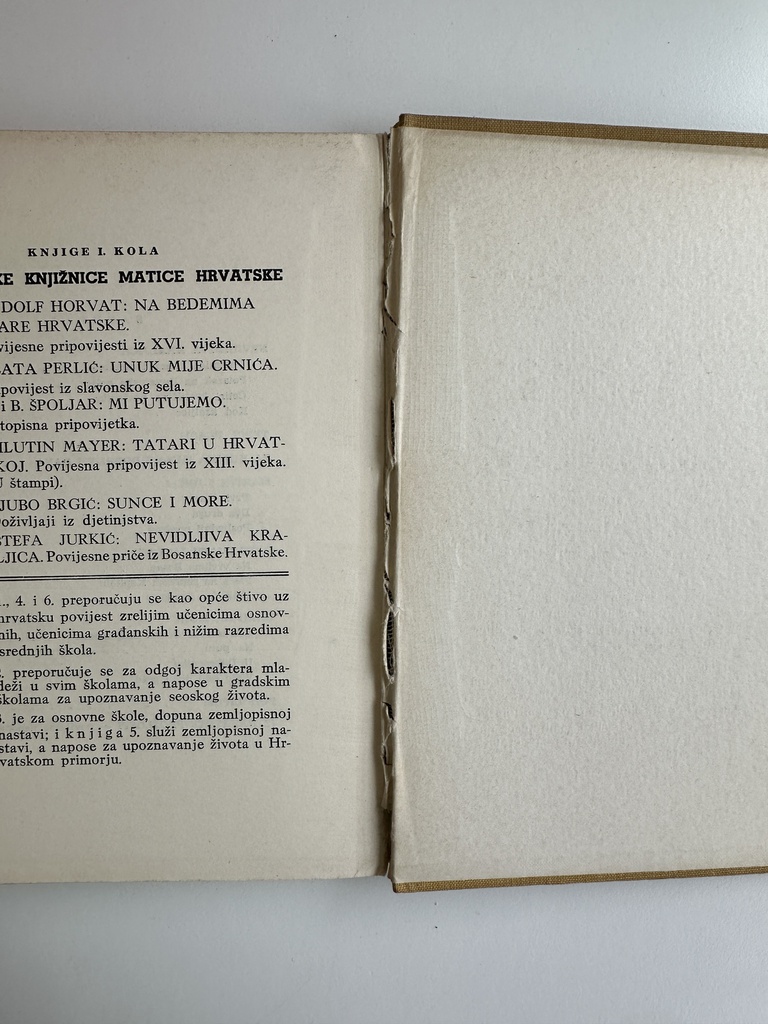 KNJIGE I. KOLA
KE KNJIŽNICE MATICE HRVATSKE
DOLF HORVAT: NA BEDEMIMA
ARE HRVATSKE.
vijesne pripovijesti iz XVI. vijeka.
ATA PERLIĆ: UNUK MIJE CRNIĆA.
povijest iz slavonskog sela.
i B. ŠPOLJAR: MI PUTUJEMO.
topisna pripovijetka.
ILUTIN MAYER: TATARI U HRVAT-
KOJ. Povijesna pripovijest iz XIII. vijeka.
U štampi).
JUBO BRGIĆ: SUNCE I MORE.
oživljaji iz djetinjstva.
STEFA JURKIĆ: NEVIDLJIVA KRA-
LJICA. Povijesne priče iz Bosanske Hrvatske.
., 4. i 6. preporučuju se kao opće štivo uz
hrvatsku povijest zrelijim učenicima osnov-
nih, učenicima građanskih i nižim razredima
srednjih škola.
. preporučuje se za odgoj karaktera mla-
deži u svim školama, a napose u gradskim
školama za upoznavanje seoskog života.
3. je za osnovne škole, dopuna zemljopisnoj
nastavi; i knjiga 5. služi zemljopisnoj na-
stavi, a napose za upoznavanje života u Hr-
vatskom primorju.